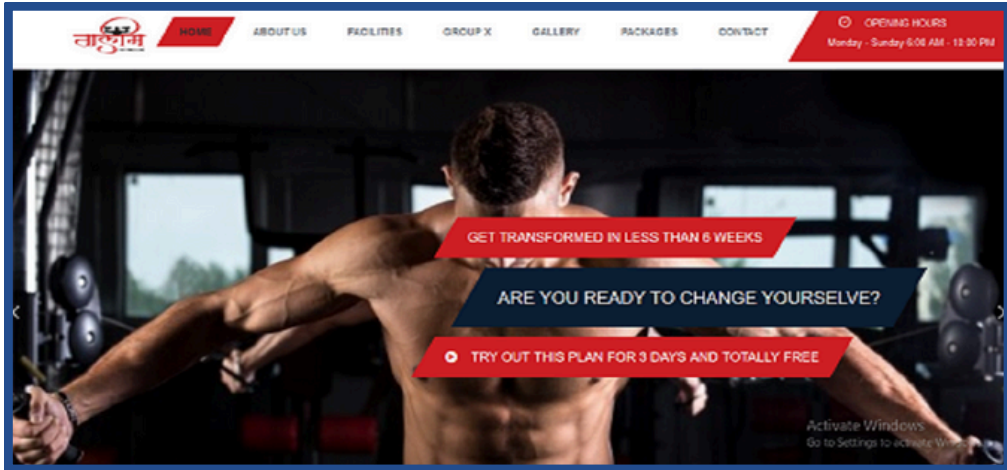 तालीम
HOME
ABOUT US
FACILITIES
GROUP X
GALLERY
PACKAGES
CONTACT
OPENING HOURS
Monday - Sunday 6:00 AM - 10:00 PM
GET TRANSFORMED IN LESS THAN 6 WEEKS
ARE YOU READY TO CHANGE YOURSELVE?
TRY OUT THIS PLAN FOR 3 DAYS AND TOTALLY FREE
Activate Windows
Go to Settings to activate